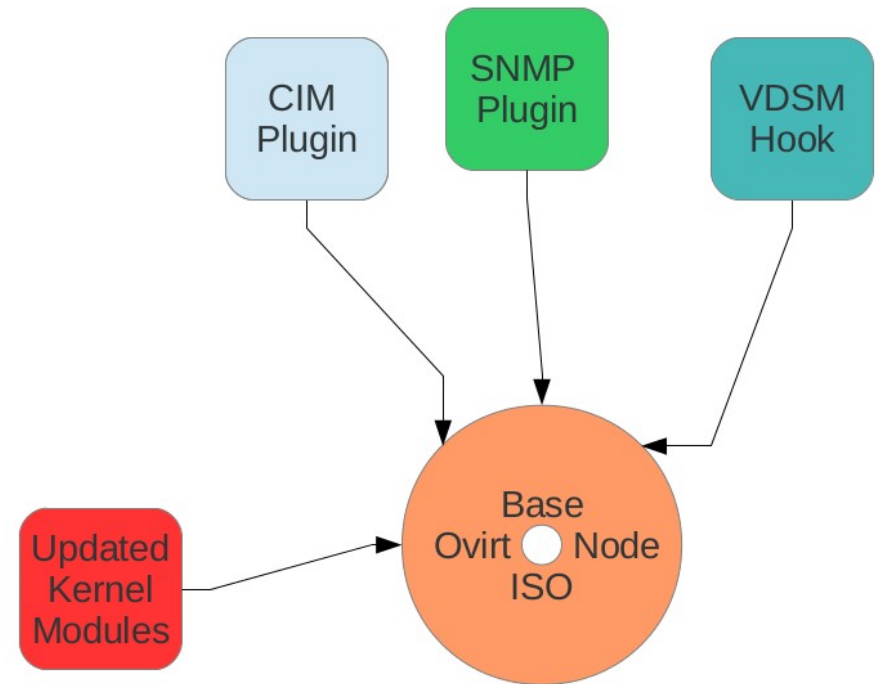 CIM
Plugin
SNMP
Plugin
VDSM
Hook
Base
Ovirt Node
ISO
Updated
Kernel
Modules